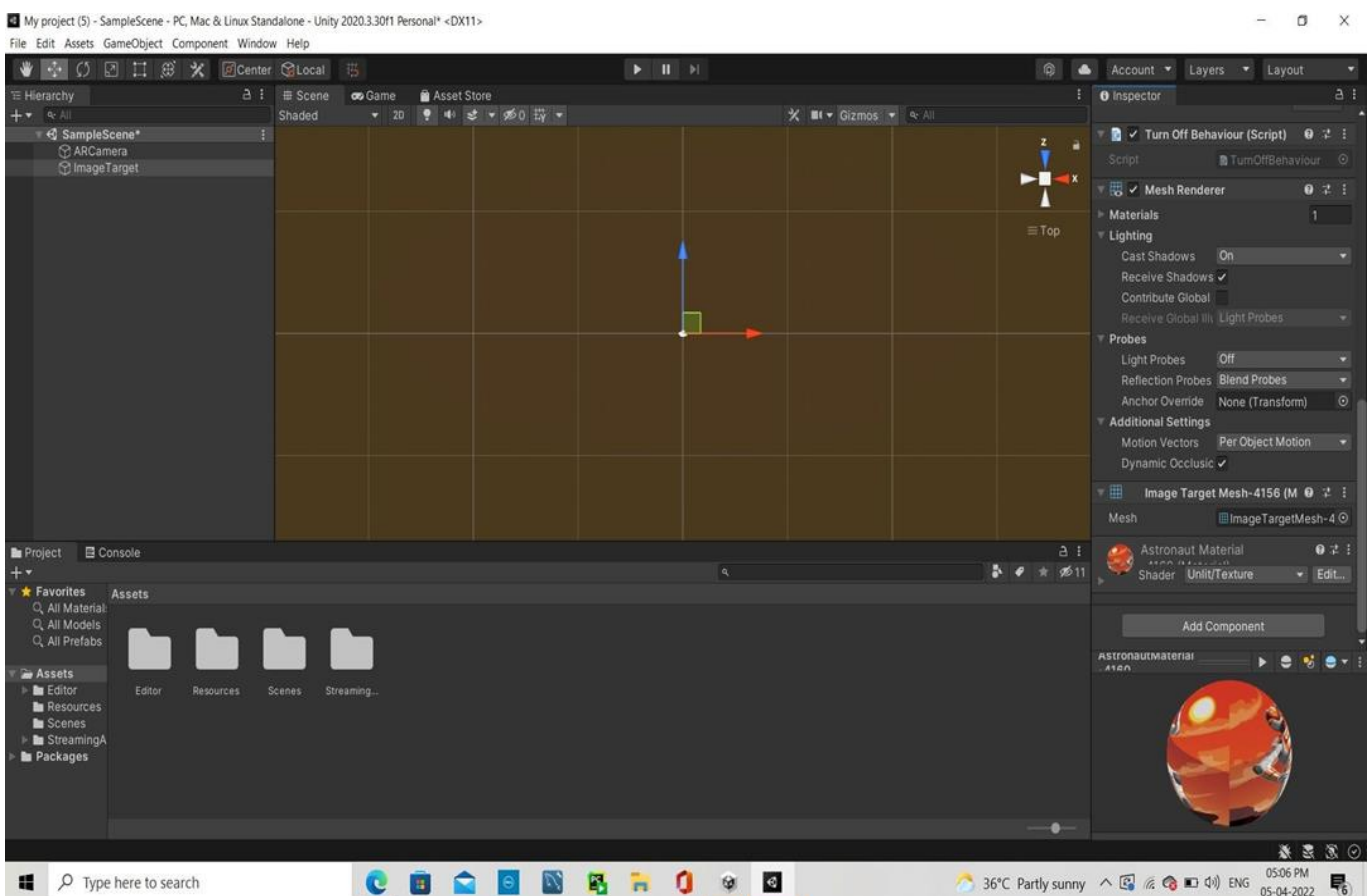 My project (5) - SampleScene - PC, Mac & Linux Standalone - Unity 2020.3.30f1 Personal* <DX11>
File Edit Assets GameObject Component Window Help
Center Local Account Layers Layout
Hierarchy
All
SampleScene*
ARCamera
ImageTarget
Scene Game Asset Store
Shaded 2D 0 Gizmos All
z
x
Top
Inspector
Turn Off Behaviour (Script)
Script TurnOffBehaviour
Mesh Renderer
Materials 1
Lighting
Cast Shadows On
Receive Shadows
Contribute Global
Receive Global Illu Light Probes
Probes
Light Probes Off
Reflection Probes Blend Probes
Anchor Override None (Transform)
Additional Settings
Motion Vectors Per Object Motion
Dynamic Occlusic
Image Target Mesh-4156 (M
Mesh ImageTargetMesh-4
Astronaut Material
Shader Unlit/Texture Edit...
Add Component
AstronautMaterial
-4160
Project Console
11
Favorites
All Material
All Models
All Prefabs
Assets
Editor
Resources
Scenes
StreamingA
Packages
Assets
Editor Resources Scenes Streaming...
Type here to search
36°C Partly sunny ENG 05:06 PM
05-04-2022
6